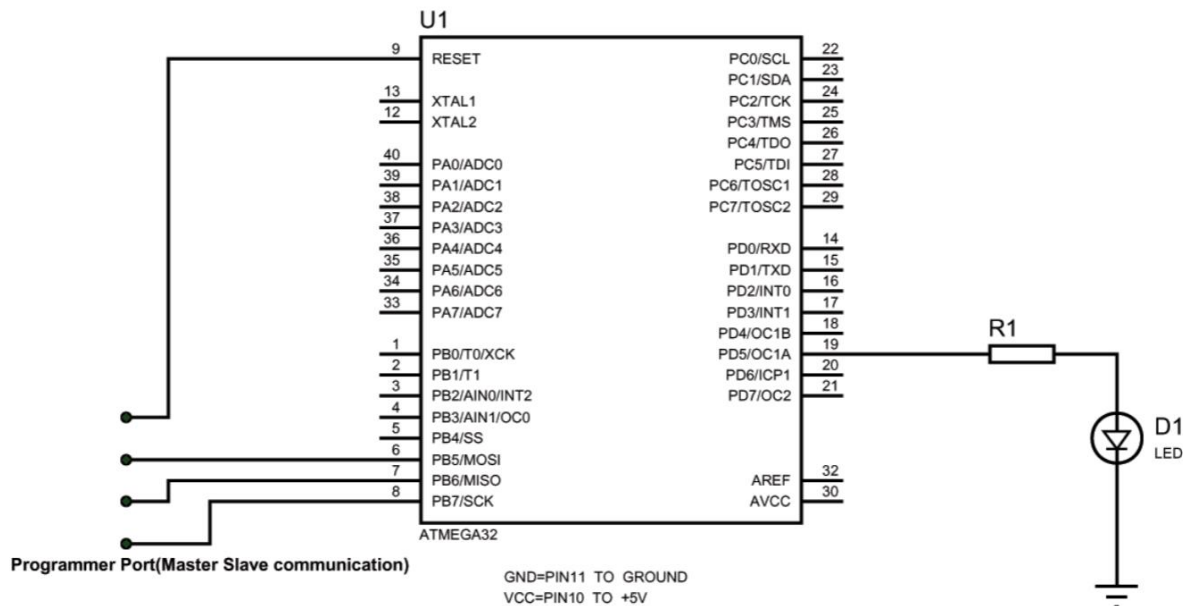 U1
9 RESET
13 XTAL1
12 XTAL2
40 PA0/ADC0
39 PA1/ADC1
38 PA2/ADC2
37 PA3/ADC3
36 PA4/ADC4
35 PA5/ADC5
34 PA6/ADC6
33 PA7/ADC7
1 PB0/T0/XCK
2 PB1/T1
3 PB2/AIN0/INT2
4 PB3/AIN1/OC0
5 PB4/SS
6 PB5/MOSI
7 PB6/MISO
8 PB7/SCK
PC0/SCL 22
PC1/SDA 23
PC2/TCK 24
PC3/TMS 25
PC4/TDO 26
PC5/TDI 27
PC6/TOSC1 28
PC7/TOSC2 29
PD0/RXD 14
PD1/TXD 15
PD2/INT0 16
PD3/INT1 17
PD4/OC1B 18
PD5/OC1A 19
PD6/ICP1 20
PD7/OC2 21
AREF 32
AVCC 30
ATMEGA32
R1
D1
LED
Programmer Port(Master Slave communication)
GND=PIN11 TO GROUND
VCC=PIN10 TO +5V